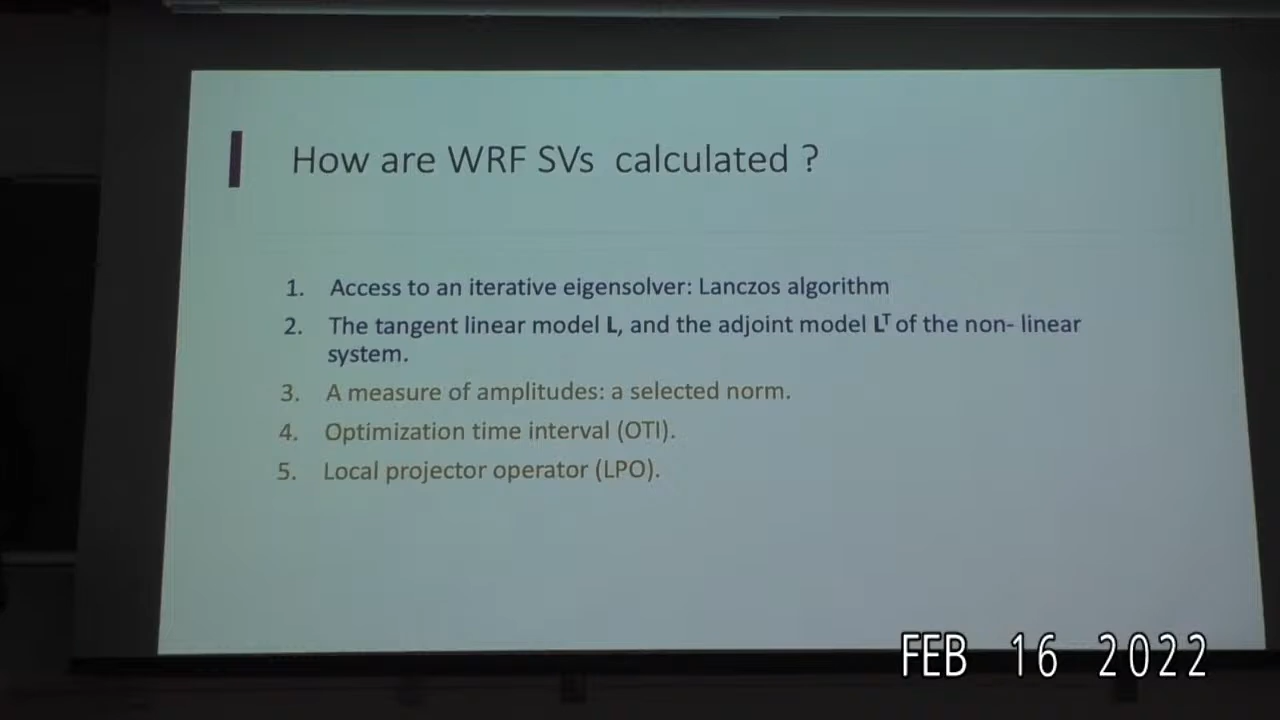 How are WRF SVs calculated ?
1. Access to an iterative eigensolver: Lanczos algorithm
2. The tangent linear model L, and the adjoint model Lᵀ of the non- linear
system.
3. A measure of amplitudes: a selected norm.
4. Optimization time interval (OTI).
5. Local projector operator (LPO).
FEB 16 2022